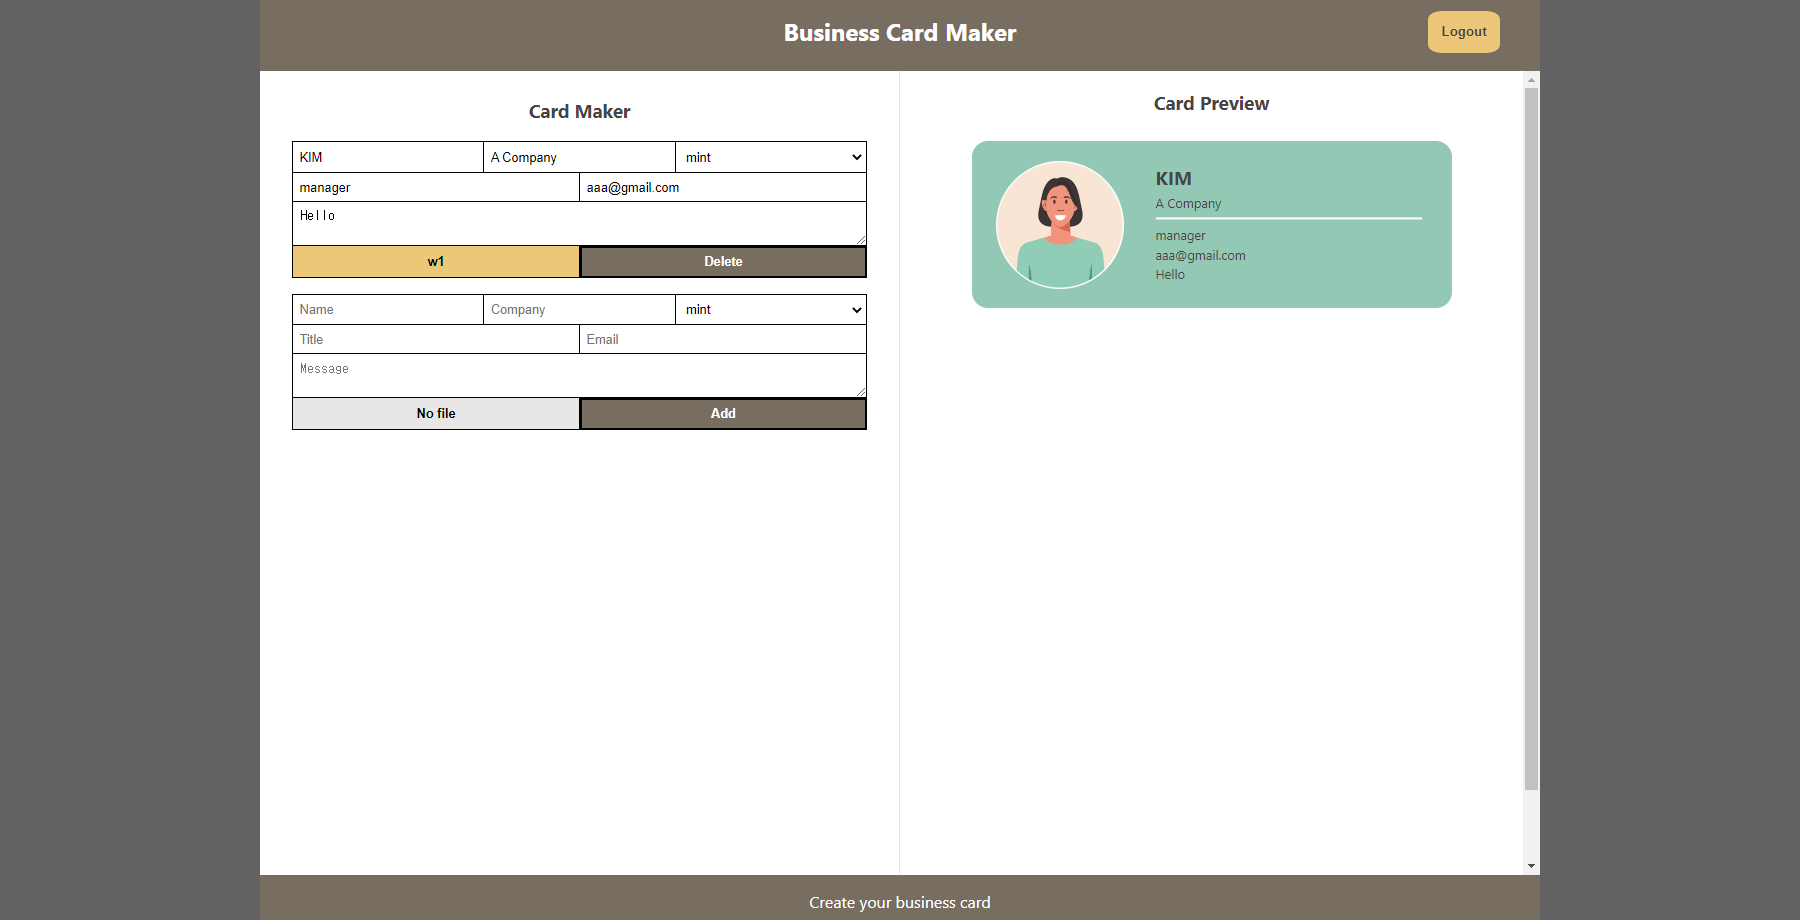 Business Card Maker
Logout
Card Maker
KIM
A Company
mint
manager
aaa@gmail.com
Hello
w1
Delete
Name
Company
mint
Title
Email
Message
No file
Add
Card Preview
KIM
A Company
manager
aaa@gmail.com
Hello
Create your business card